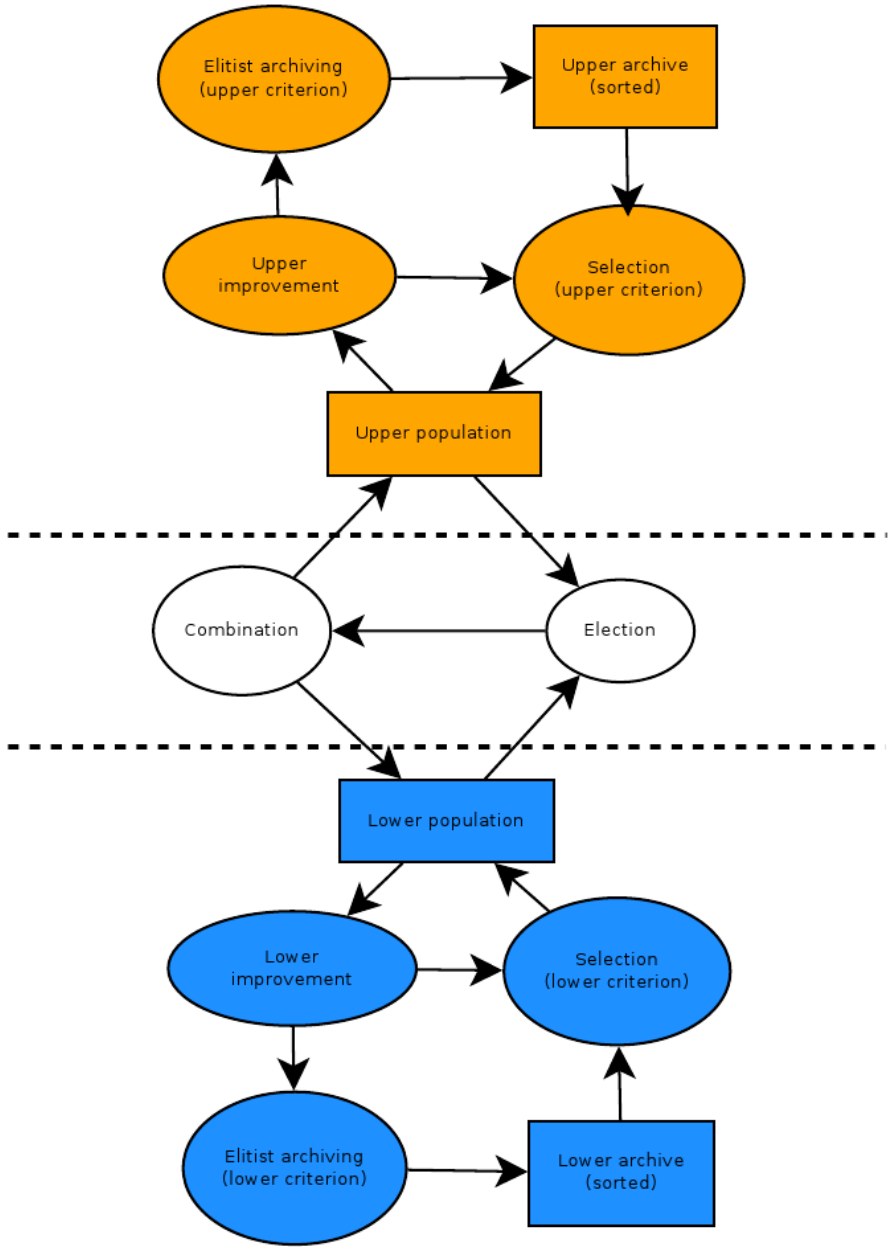 Elitist archiving
(upper criterion)
Upper archive
(sorted)
Upper
improvement
Selection
(upper criterion)
Upper population
Combination
Election
Lower population
Lower
improvement
Selection
(lower criterion)
Elitist archiving
(lower criterion)
Lower archive
(sorted)